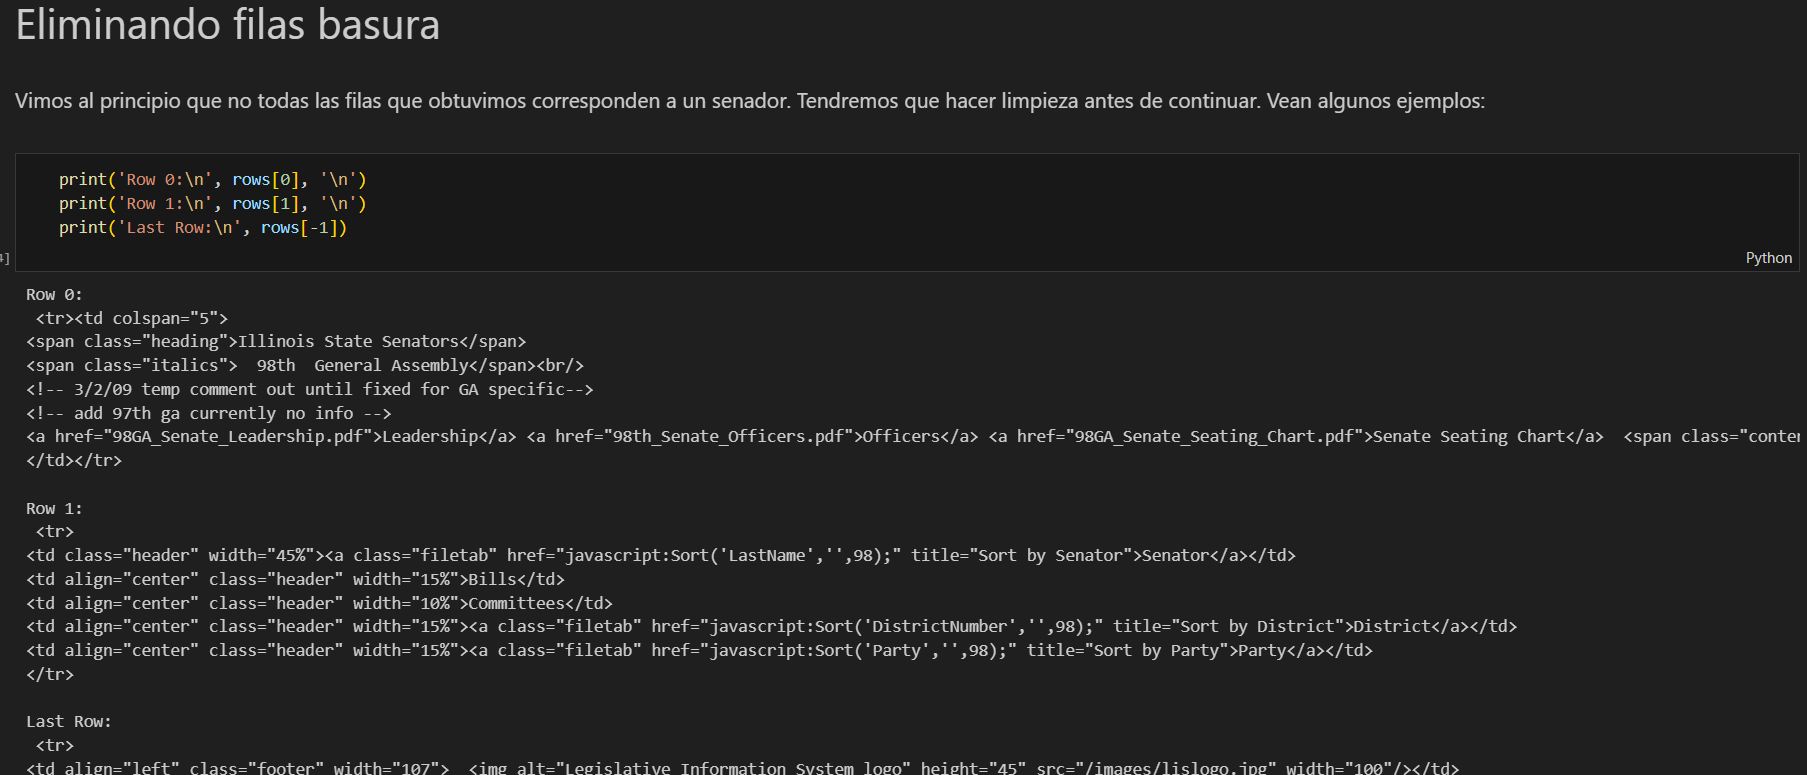 Eliminando filas basura
Vimos al principio que no todas las filas que obtuvimos corresponden a un senador. Tendremos que hacer limpieza antes de continuar. Vean algunos ejemplos:
print('Row 0:\n', rows[0], '\n')
print('Row 1:\n', rows[1], '\n')
print('Last Row:\n', rows[-1])
Python
Row 0:
<tr><td colspan="5">
<span class="heading">Illinois State Senators</span>
<span class="italics">  98th  General Assembly</span><br/>
<!-- 3/2/09 temp comment out until fixed for GA specific-->
<!-- add 97th ga currently no info -->
<a href="98GA_Senate_Leadership.pdf">Leadership</a> <a href="98th_Senate_Officers.pdf">Officers</a> <a href="98GA_Senate_Seating_Chart.pdf">Senate Seating Chart</a>  <span class="conte
</td></tr>
Row 1:
<tr>
<td class="header" width="45%"><a class="filetab" href="javascript:Sort('LastName','',98);" title="Sort by Senator">Senator</a></td>
<td align="center" class="header" width="15%">Bills</td>
<td align="center" class="header" width="10%">Committees</td>
<td align="center" class="header" width="15%"><a class="filetab" href="javascript:Sort('DistrictNumber','',98);" title="Sort by District">District</a></td>
<td align="center" class="header" width="15%"><a class="filetab" href="javascript:Sort('Party','',98);" title="Sort by Party">Party</a></td>
</tr>
Last Row:
<tr>
<td align="left" class="footer" width="107">  <img alt="Legislative Information System logo" height="45" src="/images/lislogo.jpg" width="100"/></td>